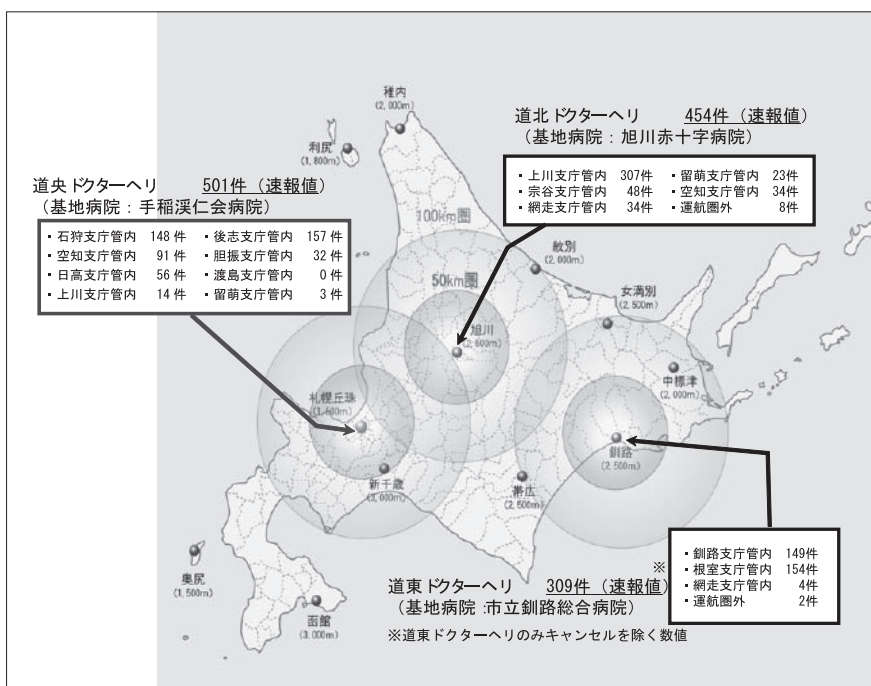 稚内
(2,000m)
利尻
(1,800m)
道北ドクターヘリ 454件（速報値）
（基地病院：旭川赤十字病院）
・上川支庁管内 307件 ・留萌支庁管内 23件
・宗谷支庁管内 48件 ・空知支庁管内 34件
・網走支庁管内 34件 ・運航圏外 8件
道央ドクターヘリ 501件（速報値）
（基地病院：手稲渓仁会病院）
・石狩支庁管内 148件 ・後志支庁管内 157件
・空知支庁管内 91件 ・胆振支庁管内 32件
・日高支庁管内 56件 ・渡島支庁管内 0件
・上川支庁管内 14件 ・留萌支庁管内 3件
100km圏
50km圏
紋別
(2,000m)
女満別
(2,500m)
旭川
中標津
(2,000m)
札幌丘珠
釧路
(2,500m)
新千歳
(3,000m)
帯広
(2,500m)
奥尻
(1,500m)
函館
(3,000m)
・釧路支庁管内 149件
・根室支庁管内 154件
・網走支庁管内 4件
・運航圏外 2件
※
道東ドクターヘリ 309件（速報値）
（基地病院:市立釧路総合病院）
※道東ドクターヘリのみキャンセルを除く数値